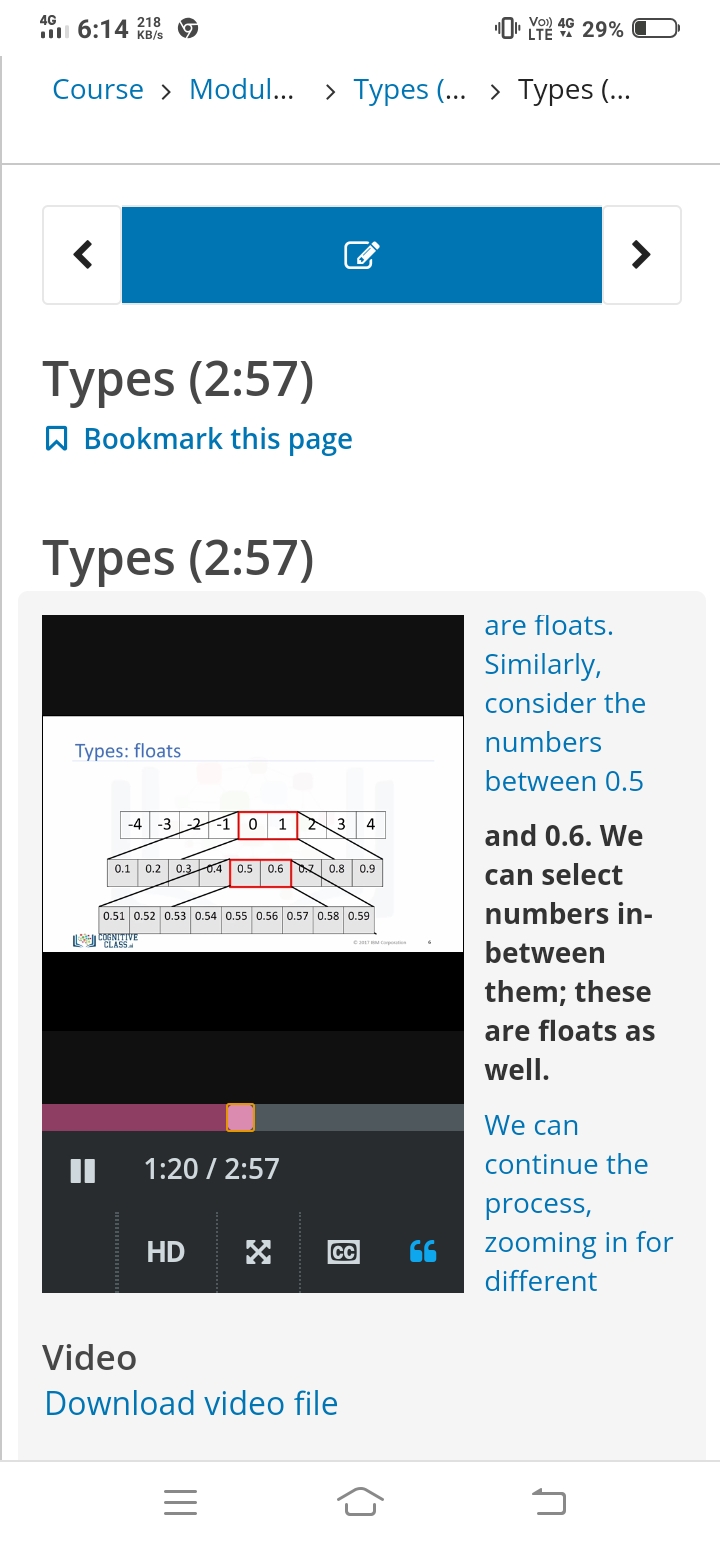 4G 6:14 218 KB/s Vo)) LTE 4G 29%
Course > Modul... > Types (... > Types (...
Types (2:57)
Bookmark this page
Types (2:57)
Types: floats
-4 -3 -2 -1 0 1 2 3 4
0.1 0.2 0.3 0.4 0.5 0.6 0.7 0.8 0.9
0.51 0.52 0.53 0.54 0.55 0.56 0.57 0.58 0.59
COGNITIVE
CLASS.ai
© 2017 IBM Corporation 6
1:20 / 2:57
HD CC
are floats.
Similarly,
consider the
numbers
between 0.5
and 0.6. We
can select
numbers in-
between
them; these
are floats as
well.
We can
continue the
process,
zooming in for
different
Video
Download video file